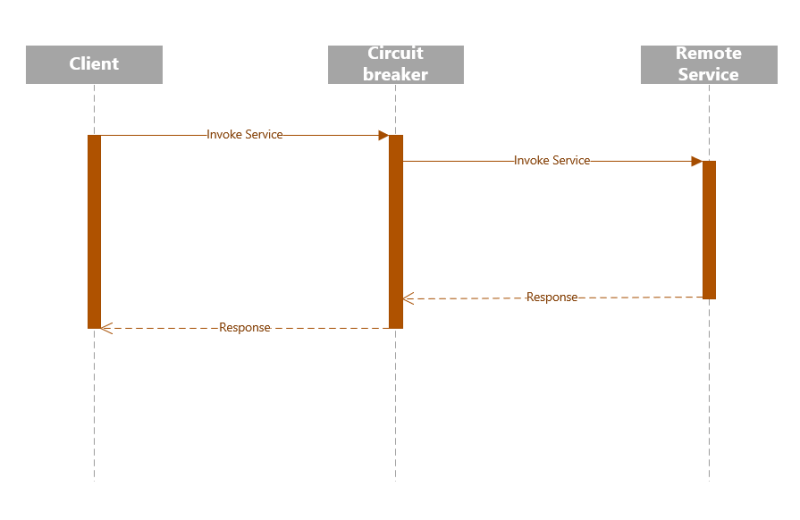 Client
Circuit
breaker
Remote
Service
Invoke Service
Invoke Service
Response
Response